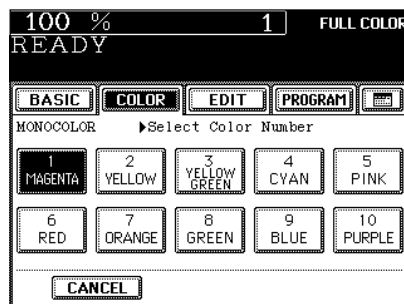 100 % 1 FULL COLOR
READY
BASIC COLOR EDIT PROGRAM
MONOCOLOR ▶Select Color Number
1 MAGENTA 2 YELLOW 3 YELLOW GREEN 4 CYAN 5 PINK
6 RED 7 ORANGE 8 GREEN 9 BLUE 10 PURPLE
CANCEL